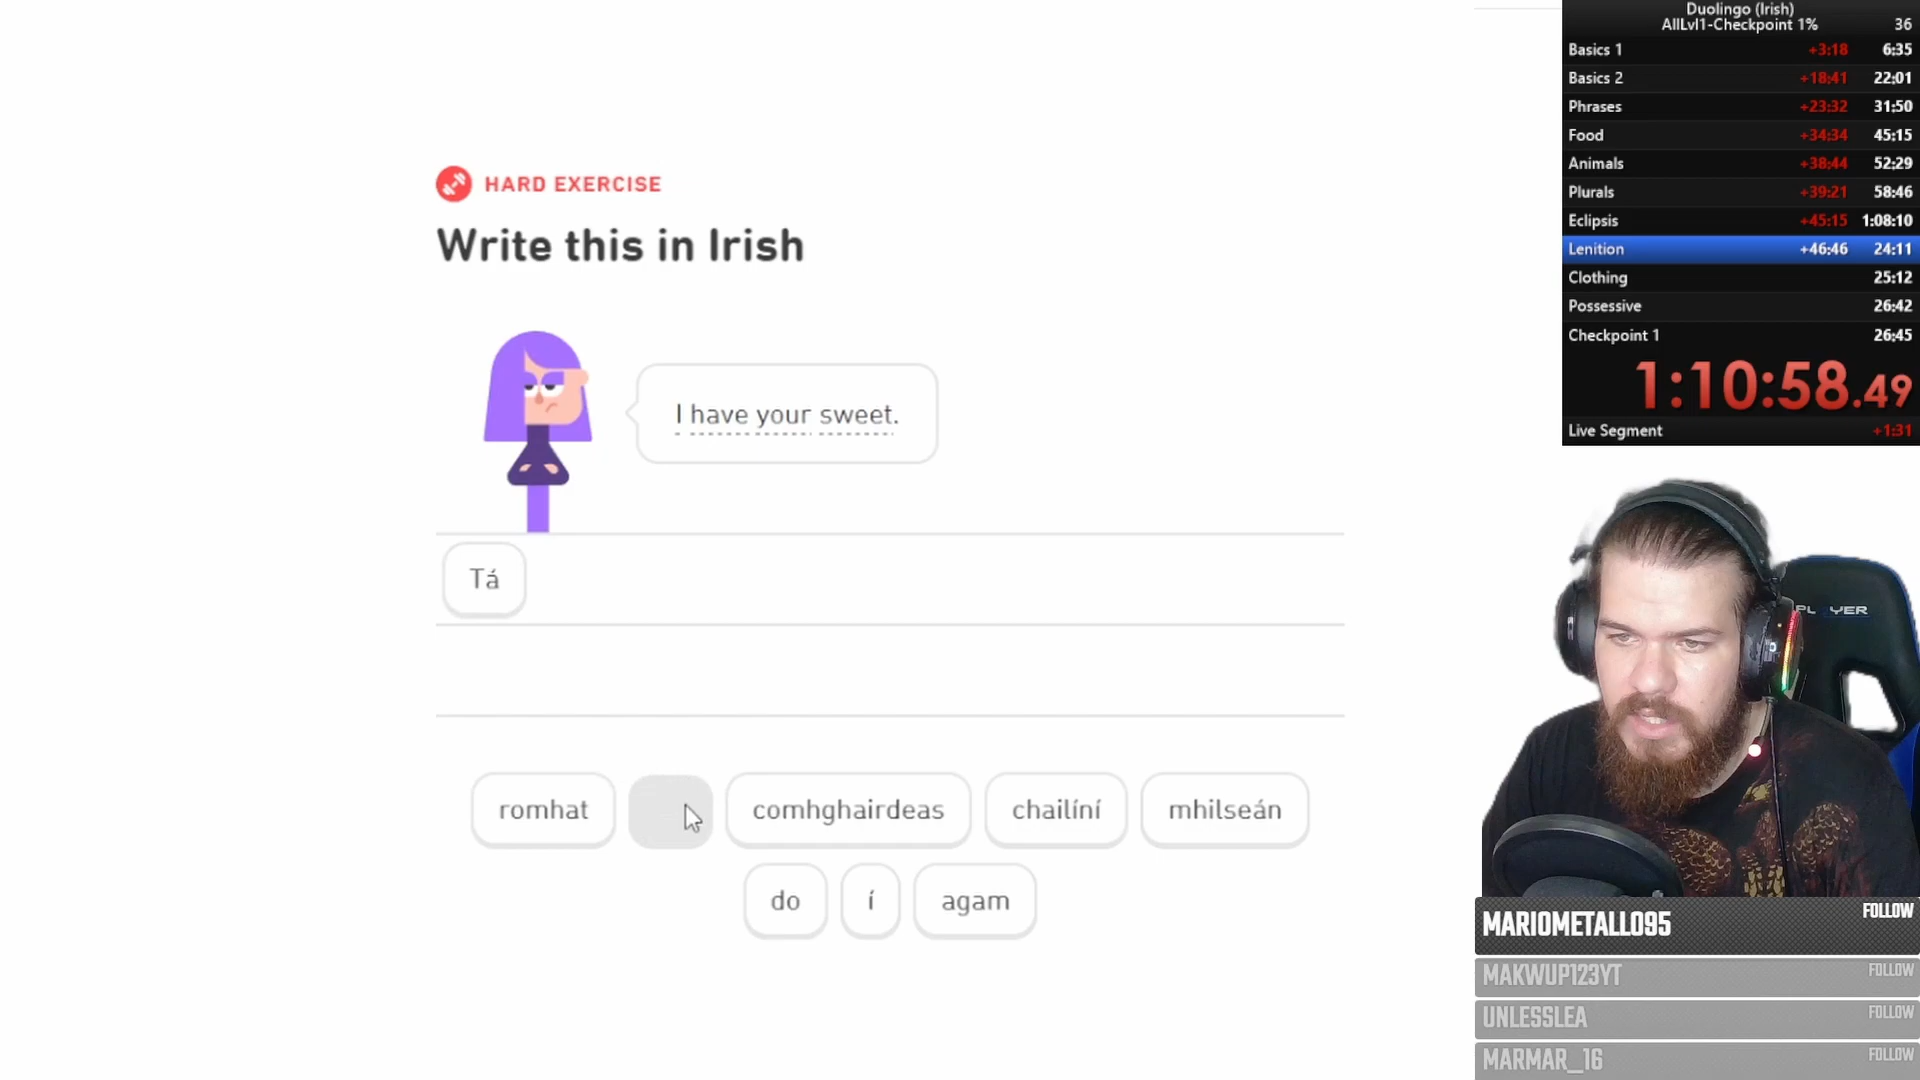 HARD EXERCISE
Write this in Irish
I have your sweet.
Tá
romhat comhghairdeas chailíní mhilseán
do í agam
Duolingo (Irish)
AllLvl1-Checkpoint 1% 36
Basics 1 +3:18 6:35
Basics 2 +18:41 22:01
Phrases +23:32 31:50
Food +34:34 45:15
Animals +38:44 52:29
Plurals +39:21 58:46
Eclipsis +45:15 1:08:10
Lenition +46:46 24:11
Clothing 25:12
Possessive 26:42
Checkpoint 1 26:45
1:10:58.49
Live Segment +1:31
PLAYER
MARIOMETALLO95 FOLLOW
MAKWUP123YT FOLLOW
UNLESSLEA FOLLOW
MARMAR_16 FOLLOW